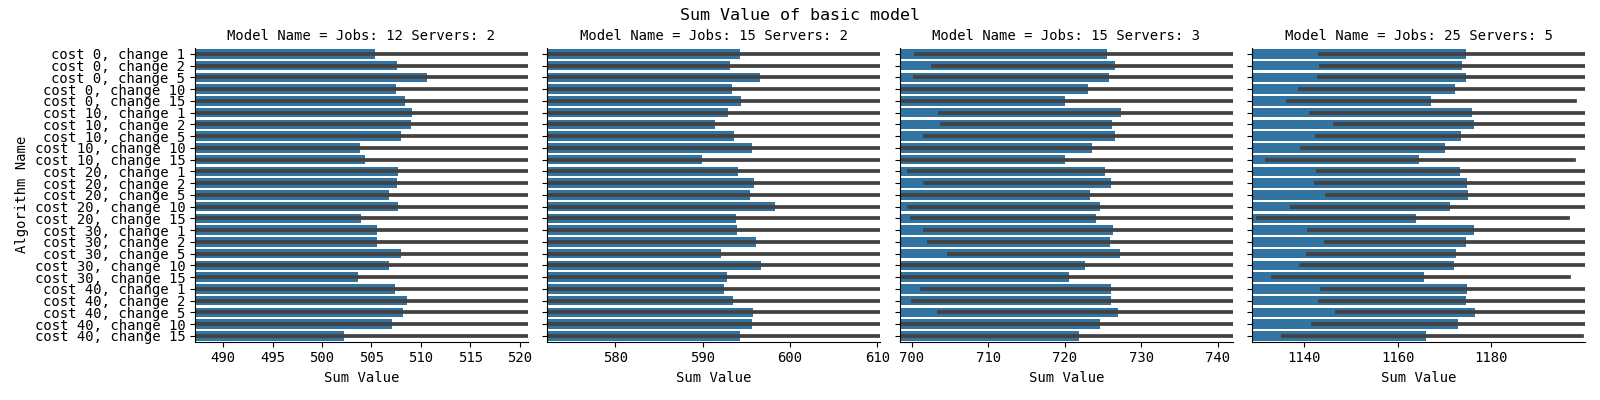 Sum Value of basic model
Model Name = Jobs: 12 Servers: 2
Model Name = Jobs: 15 Servers: 2
Model Name = Jobs: 15 Servers: 3
Model Name = Jobs: 25 Servers: 5
Algorithm Name
cost 0, change 1
cost 0, change 2
cost 0, change 5
cost 0, change 10
cost 0, change 15
cost 10, change 1
cost 10, change 2
cost 10, change 5
cost 10, change 10
cost 10, change 15
cost 20, change 1
cost 20, change 2
cost 20, change 5
cost 20, change 10
cost 20, change 15
cost 30, change 1
cost 30, change 2
cost 30, change 5
cost 30, change 10
cost 30, change 15
cost 40, change 1
cost 40, change 2
cost 40, change 5
cost 40, change 10
cost 40, change 15
490 495 500 505 510 515 520
580 590 600 610
700 710 720 730 740
1140 1160 1180
Sum Value
Sum Value
Sum Value
Sum Value